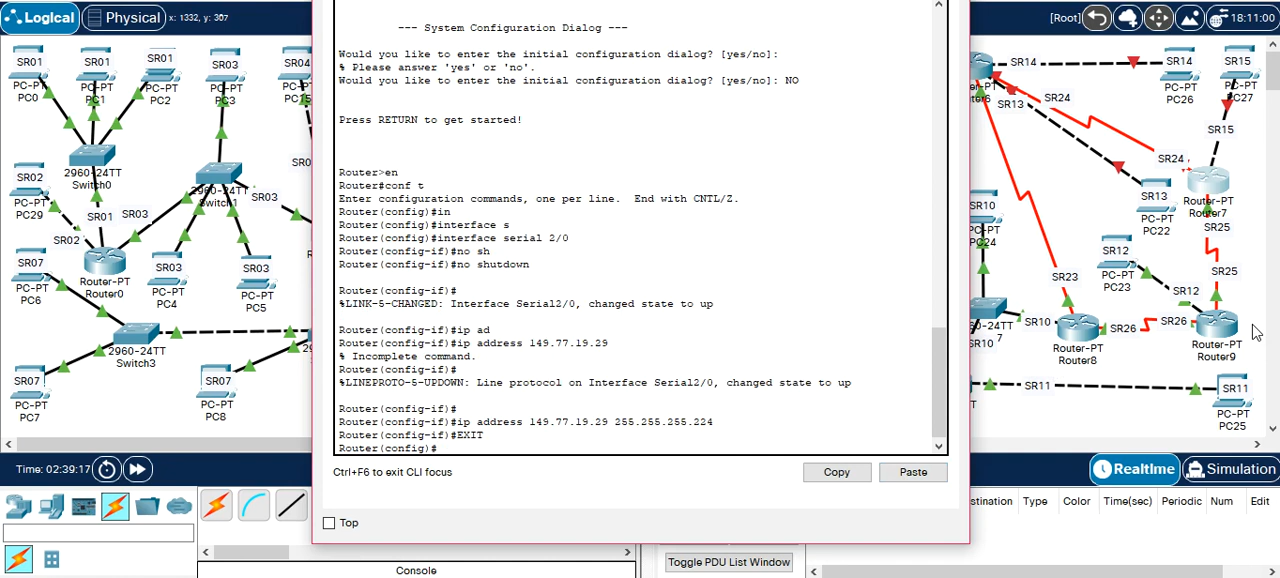 Logical
Physical
x: 1332, y: 307
[Root]
18:11:00
--- System Configuration Dialog ---
Would you like to enter the initial configuration dialog? [yes/no]:
% Please answer 'yes' or 'no'.
Would you like to enter the initial configuration dialog? [yes/no]: NO
Press RETURN to get started!
Router>en
Router#conf t
Enter configuration commands, one per line.  End with CNTL/Z.
Router(config)#in
Router(config)#interface s
Router(config)#interface serial 2/0
Router(config-if)#no sh
Router(config-if)#no shutdown
Router(config-if)#
%LINK-5-CHANGED: Interface Serial2/0, changed state to up
Router(config-if)#ip ad
Router(config-if)#ip address 149.77.19.29
% Incomplete command.
Router(config-if)#
%LINEPROTO-5-UPDOWN: Line protocol on Interface Serial2/0, changed state to up
Router(config-if)#
Router(config-if)#ip address 149.77.19.29 255.255.255.224
Router(config-if)#EXIT
Router(config)#
Ctrl+F6 to exit CLI focus
Copy
Paste
Top
SR01
PC-PT
PC0
SR01
PC-PT
PC1
SR01
PC-PT
PC2
SR03
PC-PT
PC3
SR04
PC-PT
PC15
2960-24TT
Switch0
2960-24TT
Switch1
SR02
PC-PT
PC29
SR01
SR03
SR03
SR02
SR07
PC-PT
PC6
Router-PT
Router0
SR03
PC-PT
PC4
SR03
PC-PT
PC5
2960-24TT
Switch3
SR07
PC-PT
PC7
SR07
PC-PT
PC8
SR14
SR14
PC-PT
PC26
SR15
PC-PT
PC27
SR13
SR24
SR15
SR24
Router-PT
Router7
SR13
PC-PT
PC22
SR25
SR10
PC-PT
PC24
SR12
PC-PT
PC23
SR25
SR23
SR12
SR10
SR10
SR26
SR26
Router-PT
Router8
Router-PT
Router9
SR11
SR11
PC-PT
PC25
Time: 02:39:17
Realtime
Simulation
Type
Color
Time(sec)
Periodic
Num
Edit
Toggle PDU List Window
Console